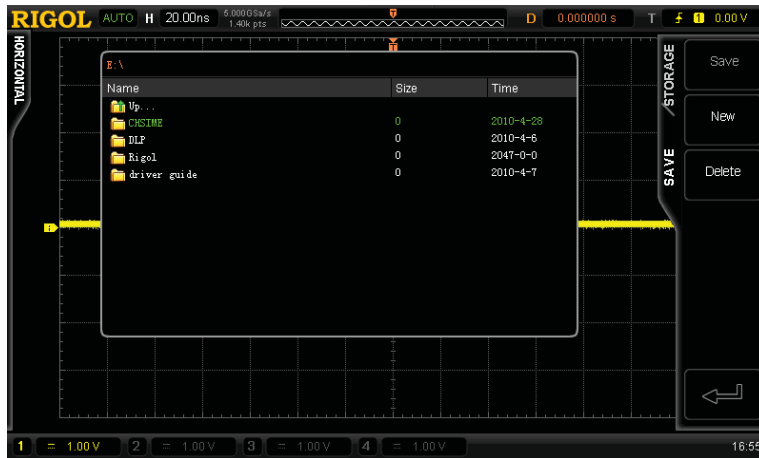 RIGOL AUTO H 20.00ns 5.000GSa/s 1.40k pts T D 0.000000 s T 1 0.00 V
HORIZONTAL
T
E:\
Name Size Time
Up...
CHSIME 0 2010-4-28
DLP 0 2010-4-6
Rigol 0 2047-0-0
driver guide 0 2010-4-7
STORAGE
SAVE
Save
New
Delete
1 = 1.00 V 2 = 1.00 V 3 = 1.00 V 4 = 1.00 V 16:55